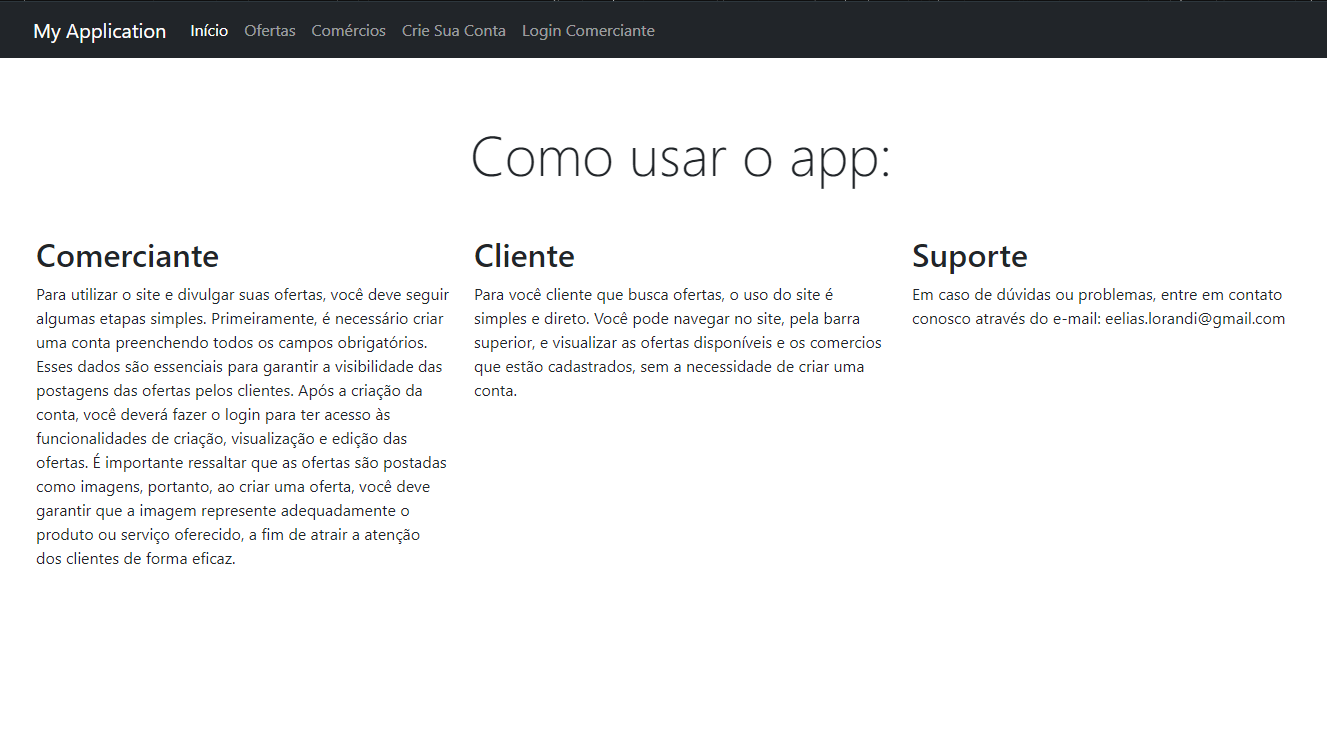 My Application Início Ofertas Comércios Crie Sua Conta Login Comerciante
Como usar o app:
Comerciante
Para utilizar o site e divulgar suas ofertas, você deve seguir
algumas etapas simples. Primeiramente, é necessário criar
uma conta preenchendo todos os campos obrigatórios.
Esses dados são essenciais para garantir a visibilidade das
postagens das ofertas pelos clientes. Após a criação da
conta, você deverá fazer o login para ter acesso às
funcionalidades de criação, visualização e edição das
ofertas. É importante ressaltar que as ofertas são postadas
como imagens, portanto, ao criar uma oferta, você deve
garantir que a imagem represente adequadamente o
produto ou serviço oferecido, a fim de atrair a atenção
dos clientes de forma eficaz.
Cliente
Para você cliente que busca ofertas, o uso do site é
simples e direto. Você pode navegar no site, pela barra
superior, e visualizar as ofertas disponíveis e os comercios
que estão cadastrados, sem a necessidade de criar uma
conta.
Suporte
Em caso de dúvidas ou problemas, entre em contato
conosco através do e-mail: eelias.lorandi@gmail.com